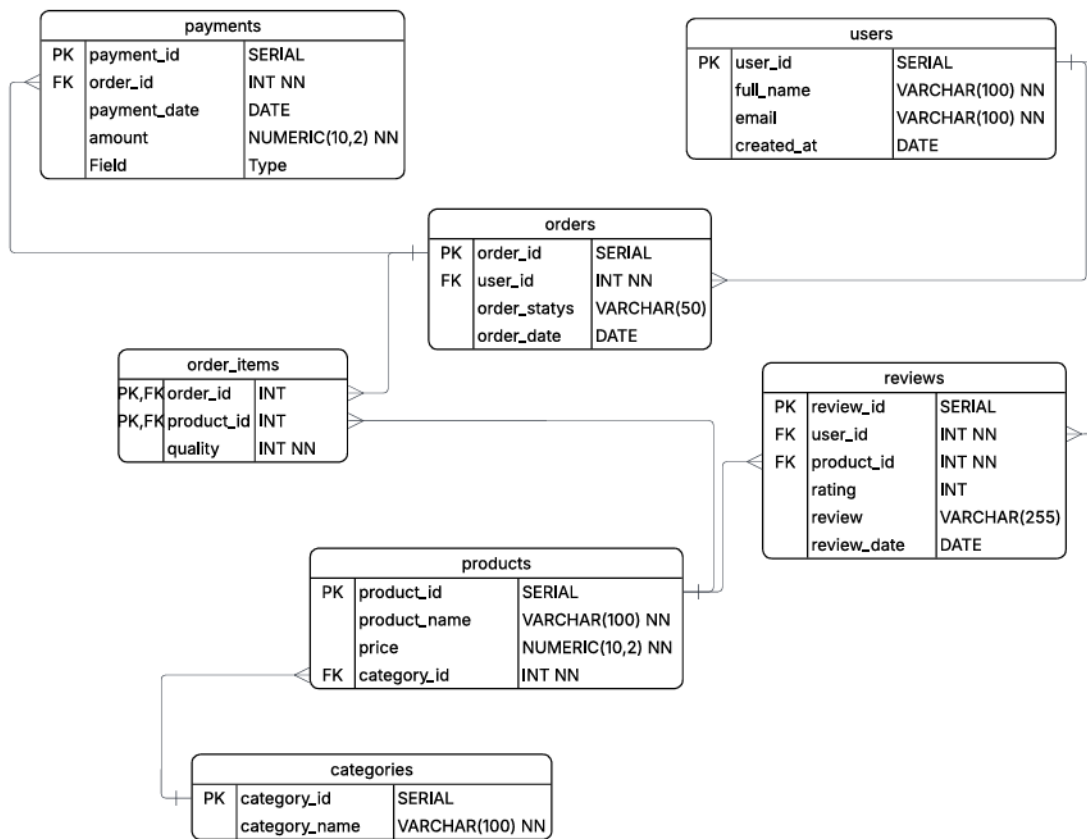 payments
PK payment_id SERIAL
FK order_id INT NN
payment_date DATE
amount NUMERIC(10,2) NN
Field Type
users
PK user_id SERIAL
full_name VARCHAR(100) NN
email VARCHAR(100) NN
created_at DATE
orders
PK order_id SERIAL
FK user_id INT NN
order_statys VARCHAR(50)
order_date DATE
order_items
PK,FK order_id INT
PK,FK product_id INT
quality INT NN
reviews
PK review_id SERIAL
FK user_id INT NN
FK product_id INT NN
rating INT
review VARCHAR(255)
review_date DATE
products
PK product_id SERIAL
product_name VARCHAR(100) NN
price NUMERIC(10,2) NN
FK category_id INT NN
categories
PK category_id SERIAL
category_name VARCHAR(100) NN